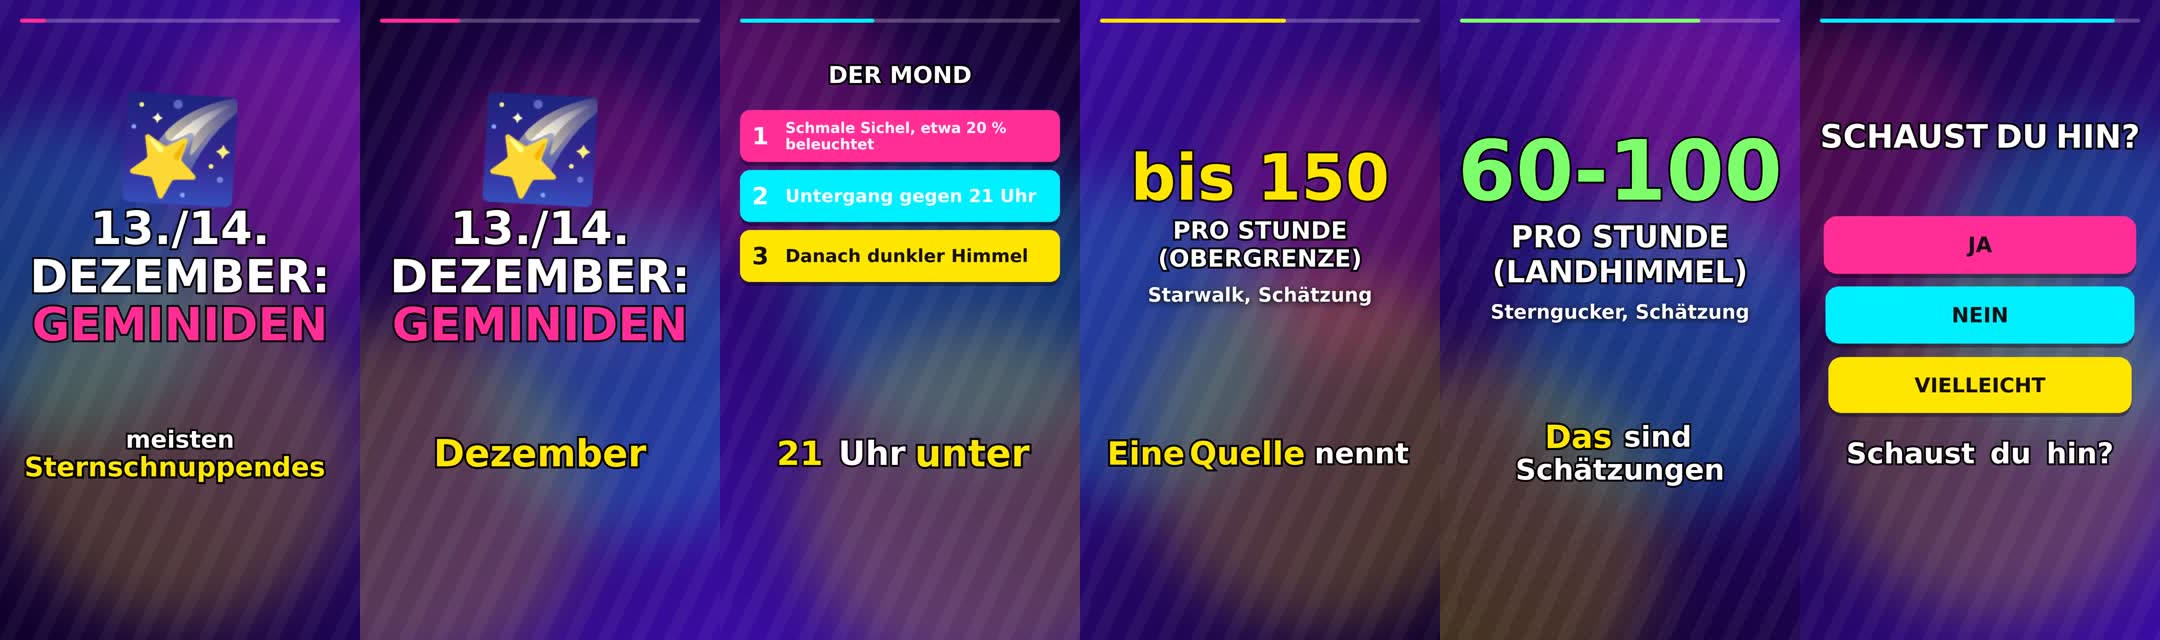 13./14.
DEZEMBER:
GEMINIDEN
meisten
Sternschnuppendes
13./14.
DEZEMBER:
GEMINIDEN
Dezember
DER MOND
1 Schmale Sichel, etwa 20 %
beleuchtet
2 Untergang gegen 21 Uhr
3 Danach dunkler Himmel
21 Uhr unter
bis 150
PRO STUNDE
(OBERGRENZE)
Starwalk, Schätzung
Eine Quelle nennt
60-100
PRO STUNDE
(LANDHIMMEL)
Sterngucker, Schätzung
Das sind
Schätzungen
SCHAUST DU HIN?
JA
NEIN
VIELLEICHT
Schaust du hin?